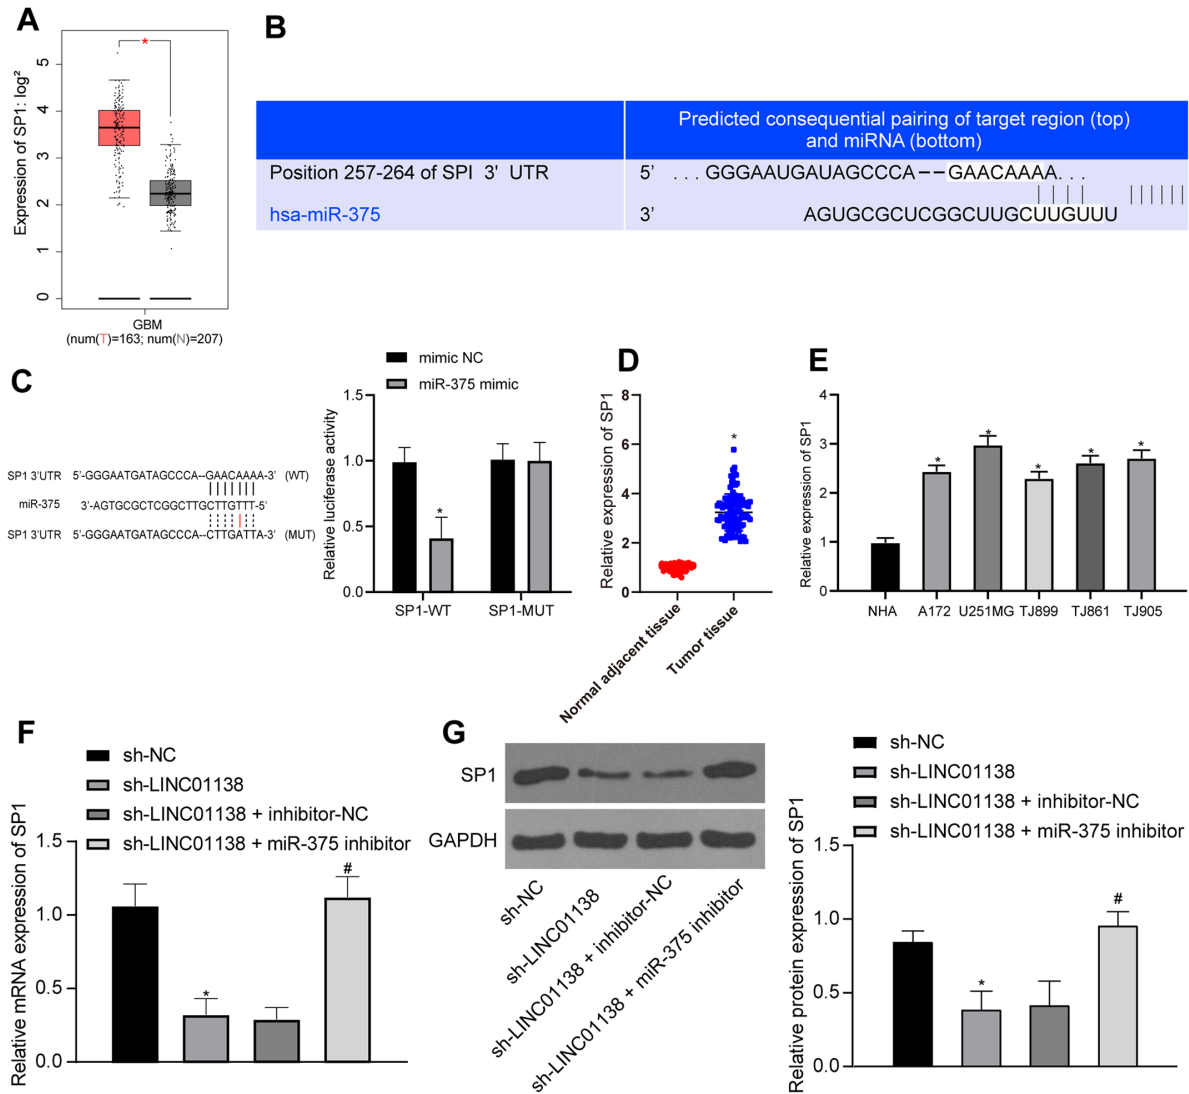 A
Expression of SP1: log²
5
4
3
2
1
0
*
GBM
(num(T)=163; num(N)=207)
B
Predicted consequential pairing of target region (top)
and miRNA (bottom)
Position 257-264 of SPI 3' UTR 5' ...GGGAAUGAUAGCCCA--GAACAAAA...
hsa-miR-375 3' AGUGCGCUCGGCUUGCUUGUUU
C
SP1 3'UTR 5'-GGGAATGATAGCCCA--GAACAAAA-3' (WT)
miR-375 3'-AGTGCGCTCGGCTTGCTTGTTT-5'
SP1 3'UTR 5'-GGGAATGATAGCCCA--CTTGATTA-3' (MUT)
mimic NC
miR-375 mimic
Relative luciferase activity
1.5
1.0
0.5
0.0
*
SP1-WT SP1-MUT
D
Relative expression of SP1
8
6
4
2
0
*
Normal adjacent tissue
Tumor tissue
E
Relative expression of SP1
4
3
2
1
0
* * * * *
NHA A172 U251MG TJ899 TJ861 TJ905
F
sh-NC
sh-LINC01138
sh-LINC01138 + inhibitor-NC
sh-LINC01138 + miR-375 inhibitor
Relative mRNA expression of SP1
1.5
1.0
0.5
0.0
* #
G
SP1
GAPDH
sh-NC
sh-LINC01138
sh-LINC01138 + inhibitor-NC
sh-LINC01138 + miR-375 inhibitor
sh-NC
sh-LINC01138
sh-LINC01138 + inhibitor-NC
sh-LINC01138 + miR-375 inhibitor
Relative protein expression of SP1
1.5
1.0
0.5
0.0
* #